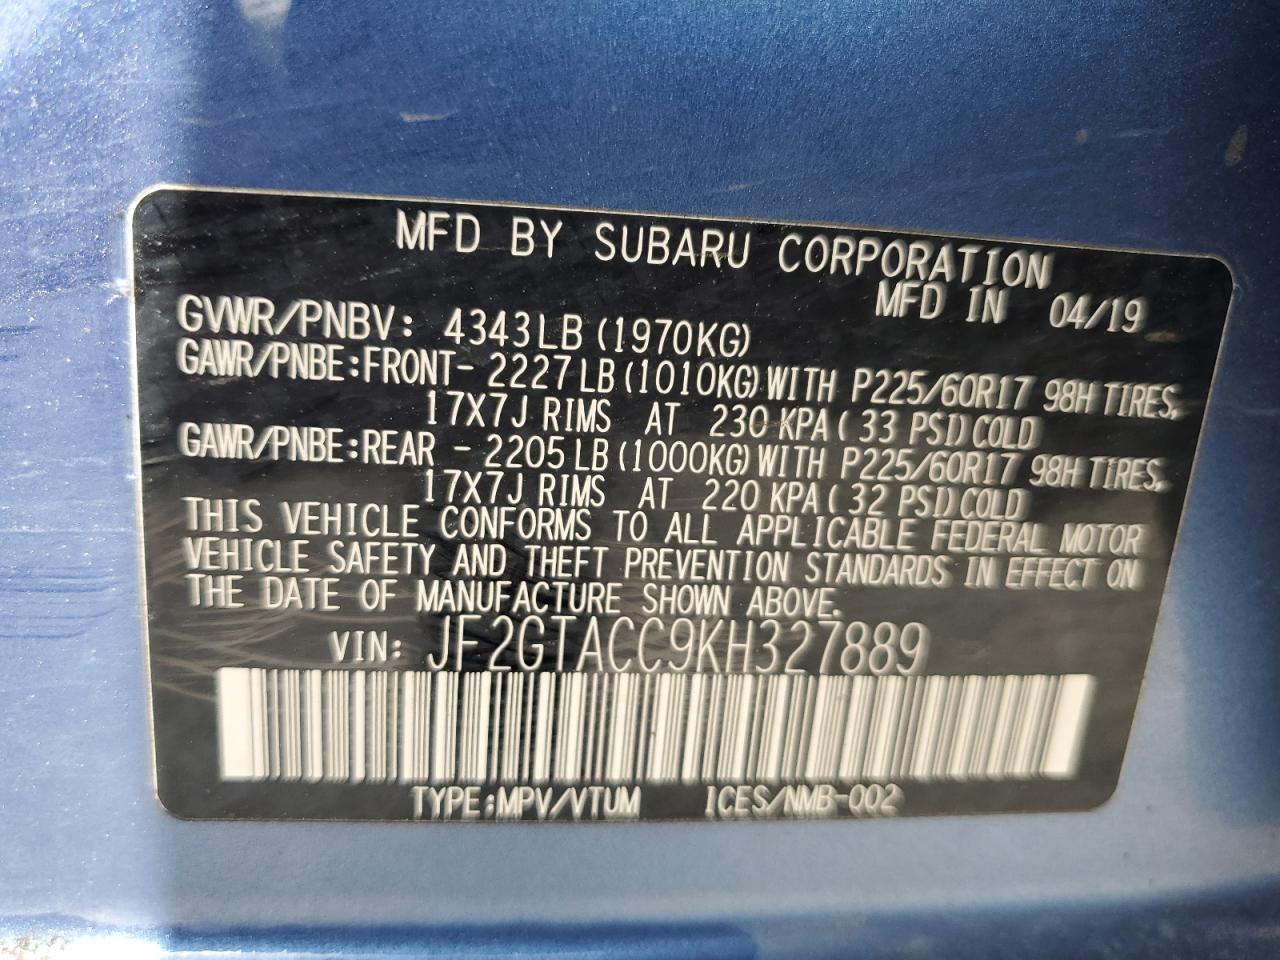 MFD BY SUBARU CORPORATION
MFD IN 04/19
GVWR/PNBV: 4343LB (1970KG)
GAWR/PNBE:FRONT- 2227LB(1010KG)WITH P225/60R17 98H TIRES,
17X7J RIMS AT 230 KPA( 33 PSI)COLD
GAWR/PNBE:REAR - 2205LB(1000KG)WITH P225/60R17 98H TIRES,
17X7J RIMS AT 220 KPA( 32 PSI)COLD
THIS VEHICLE CONFORMS TO ALL APPLICABLE FEDERAL MOTOR
VEHICLE SAFETY AND THEFT PREVENTION STANDARDS IN EFFECT ON
THE DATE OF MANUFACTURE SHOWN ABOVE.
VIN: JF2GTACC9KH327889
TYPE:MPV/VTUM ICES/NMB-002